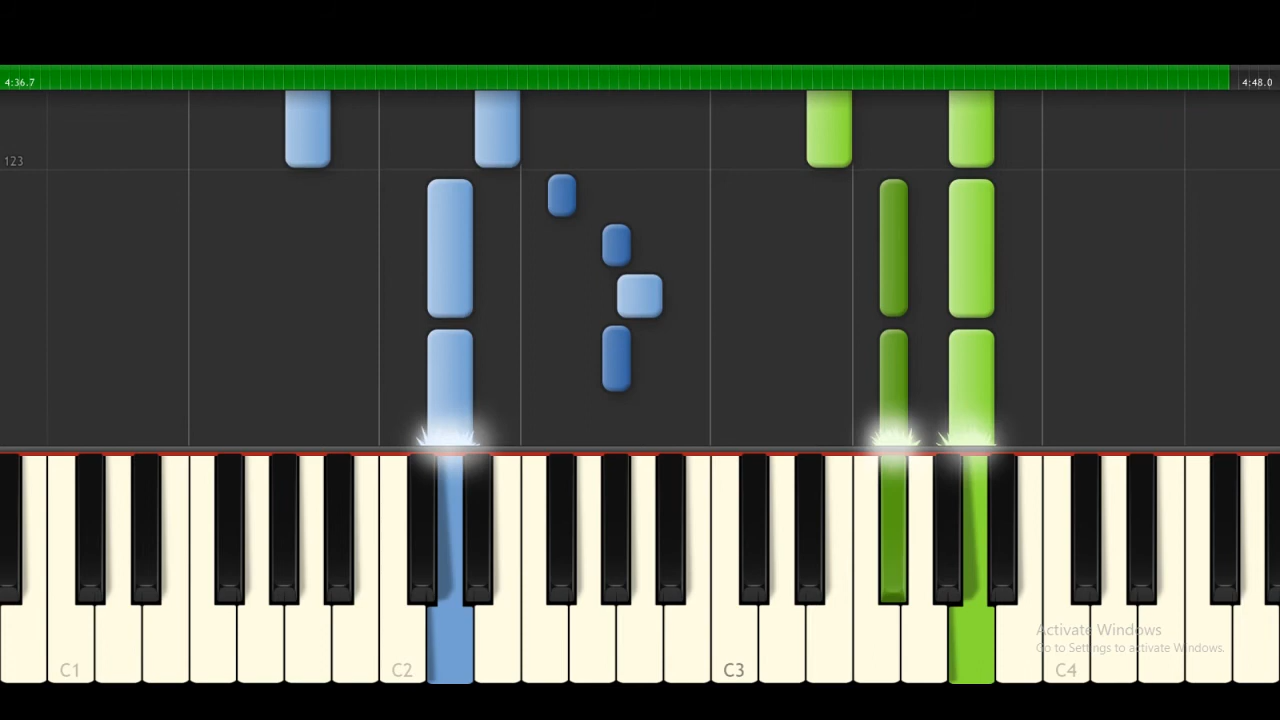 4:36.7
4:48.0
123
Activate Windows
Go to Settings to activate Windows.
C1
C2
C3
C4